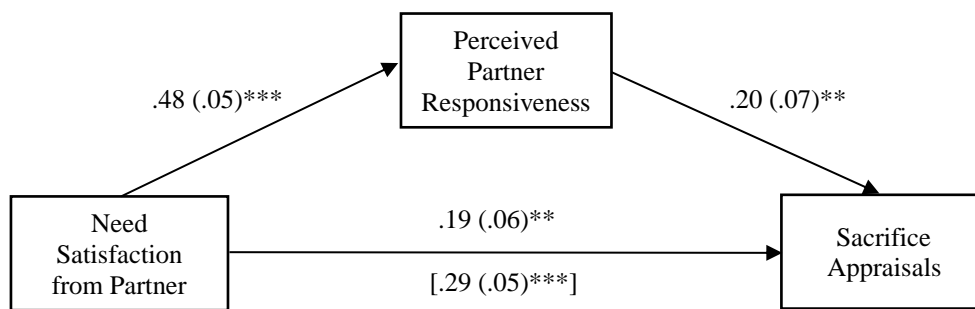 Perceived
Partner
Responsiveness
.48 (.05)***
.20 (.07)**
Need
Satisfaction
from Partner
.19 (.06)**
[.29 (.05)***]
Sacrifice
Appraisals